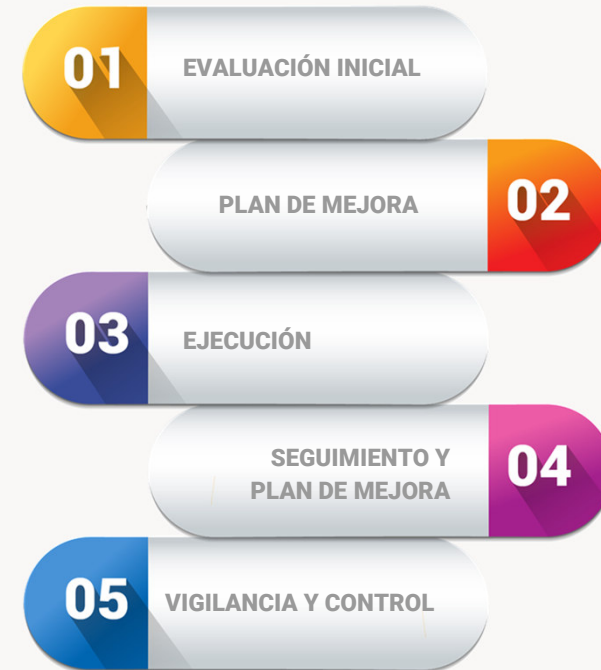 01
EVALUACIÓN INICIAL
PLAN DE MEJORA
02
03
EJECUCIÓN
SEGUIMIENTO Y
PLAN DE MEJORA
04
05
VIGILANCIA Y CONTROL